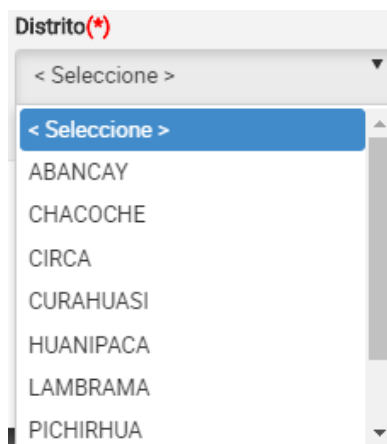 Distrito(*)
< Seleccione >
< Seleccione >
ABANCAY
CHACOCHE
CIRCA
CURAHUASI
HUANIPACA
LAMBRAMA
PICHIRHUA